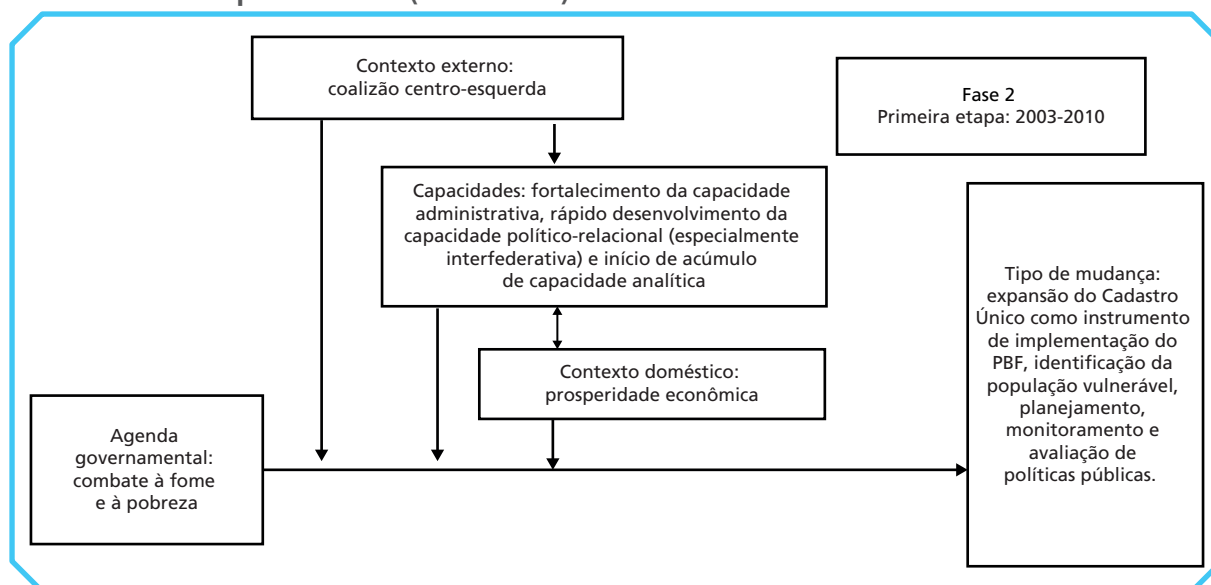 Contexto externo:
coalizão centro-esquerda
Fase 2
Primeira etapa: 2003-2010
Capacidades: fortalecimento da capacidade
administrativa, rápido desenvolvimento da
capacidade político-relacional (especialmente
interfederativa) e início de acúmulo
de capacidade analítica
Contexto doméstico:
prosperidade econômica
Agenda
governamental:
combate à fome
e à pobreza
Tipo de mudança:
expansão do Cadastro
Único como instrumento
de implementação do
PBF, identificação da
população vulnerável,
planejamento,
monitoramento e
avaliação de
políticas públicas.